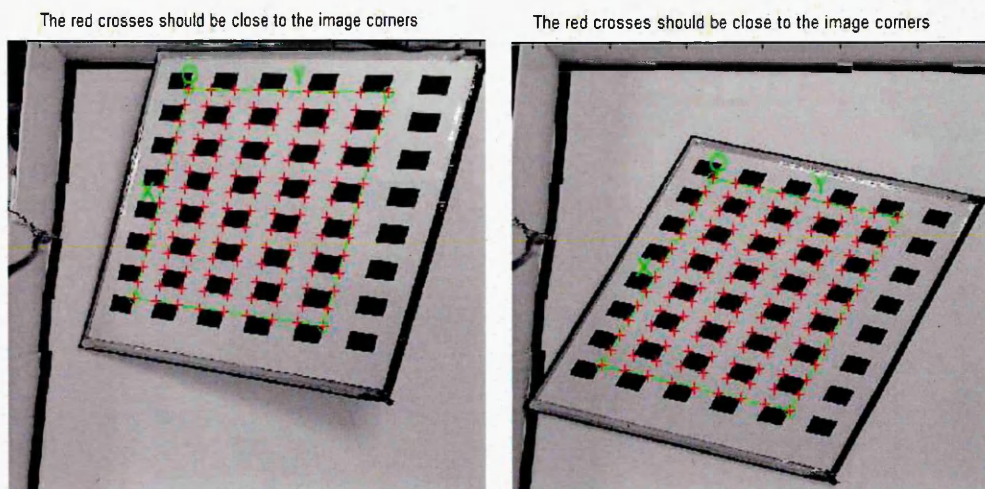 The red crosses should be close to the image corners
The red crosses should be close to the image corners
O
Y
X
O
Y
X